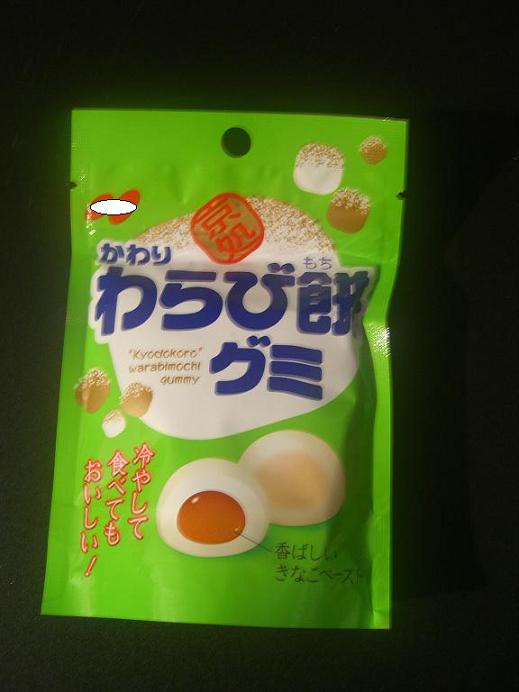 京処
かわり
もち
わらび餅
グミ
"Kyodokoro"
warabimochi
gummy
冷やして
食べても
おいしい!
香ばしい
きなこペースト